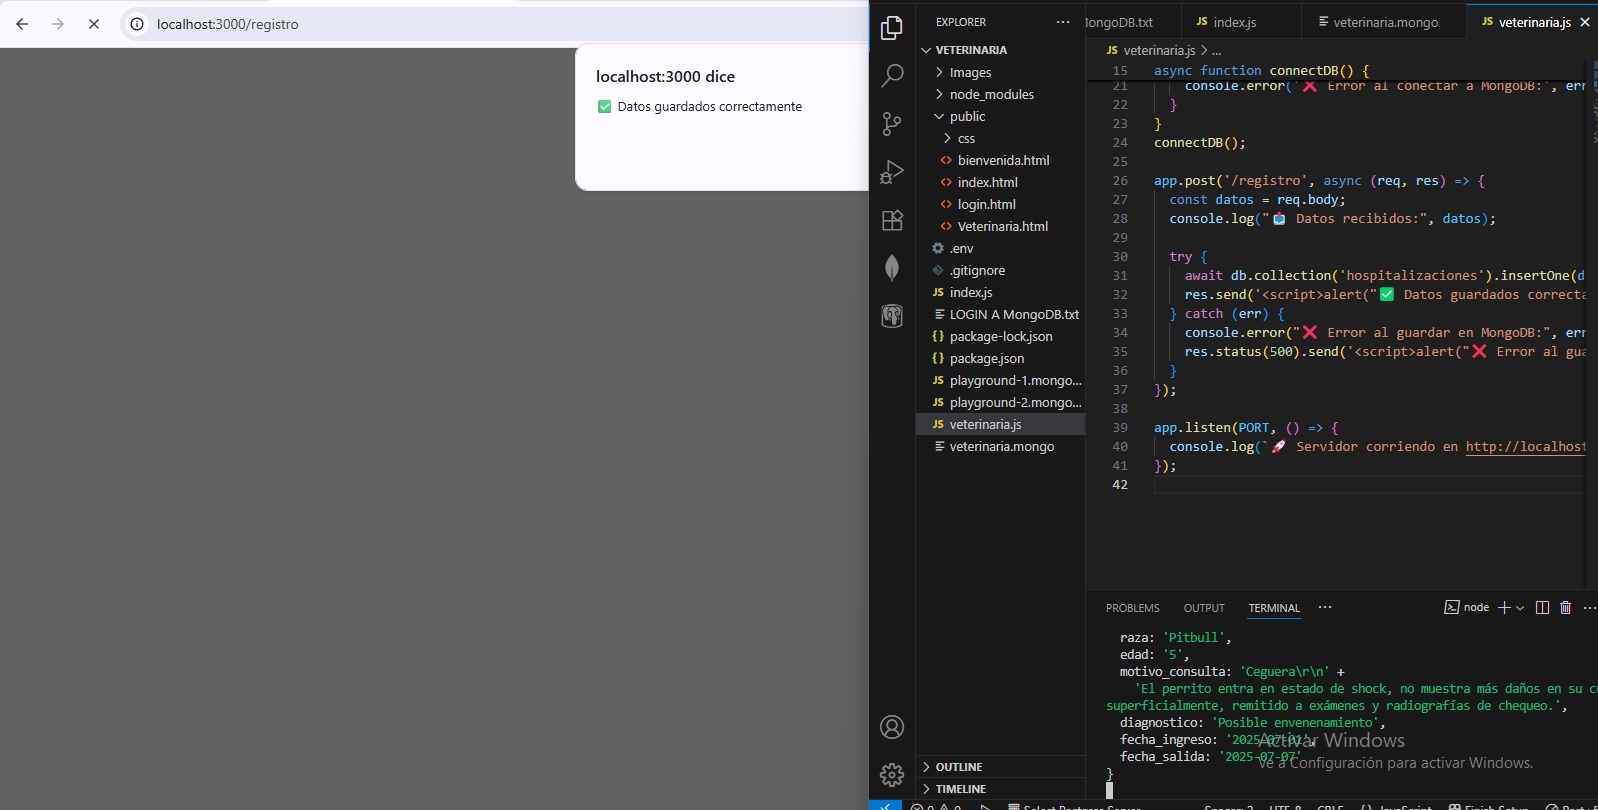 localhost:3000/registro
localhost:3000 dice
✅ Datos guardados correctamente
EXPLORER
VETERINARIA
Images
node_modules
public
css
bienvenida.html
index.html
login.html
Veterinaria.html
.env
.gitignore
index.js
LOGIN A MongoDB.txt
package-lock.json
package.json
playground-1.mongo...
playground-2.mongo...
veterinaria.js
veterinaria.mongo
OUTLINE
TIMELINE
longoDB.txt
JS index.js
veterinaria.mongo
JS veterinaria.js
JS veterinaria.js > ...
15 async function connectDB() {
21 console.error(`❌ Error al conectar a MongoDB:", err
22 }
23 }
24 connectDB();
25
26 app.post('/registro', async (req, res) => {
27 const datos = req.body;
28 console.log("📩 Datos recibidos:", datos);
29
30 try {
31 await db.collection('hospitalizaciones').insertOne(d
32 res.send('<script>alert("✅ Datos guardados correcta
33 } catch (err) {
34 console.error("❌ Error al guardar en MongoDB:", err
35 res.status(500).send('<script>alert("❌ Error al gua
36 }
37 });
38
39 app.listen(PORT, () => {
40 console.log(`🚀 Servidor corriendo en http://localhost
41 });
42
PROBLEMS OUTPUT TERMINAL ...
node
raza: 'Pitbull',
edad: '5',
motivo_consulta: 'Ceguera\r\n' +
'El perrito entra en estado de shock, no muestra más daños en su cu
superficialmente, remitido a exámenes y radiografías de chequeo.',
diagnostico: 'Posible envenenamiento',
fecha_ingreso: '2025-07-01',
fecha_salida: '2025-07-07'
}
Activar Windows
Ve a Configuración para activar Windows.